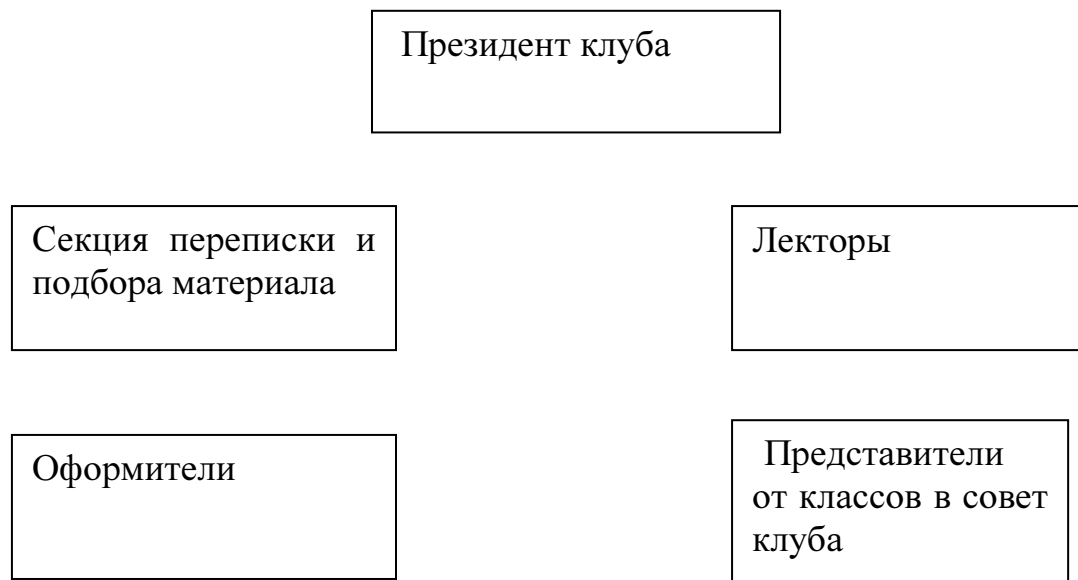 Президент клуба
Секция переписки и
подбора материала
Лекторы
Оформители
Представители
от классов в совет
клуба